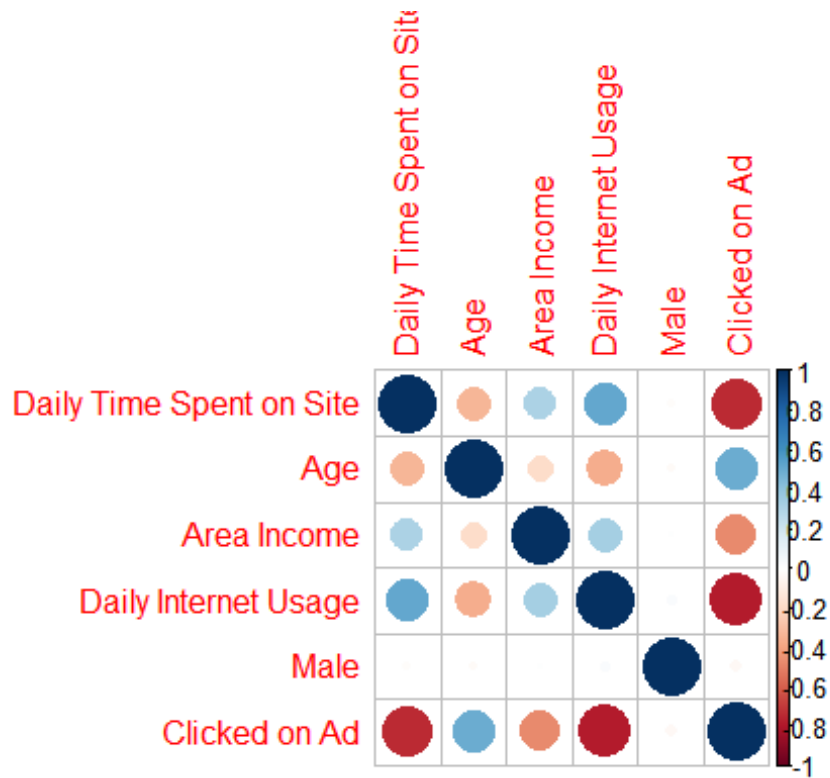 Daily Time Spent on Site
Age
Area Income
Daily Internet Usage
Male
Clicked on Ad
Daily Time Spent on Site
Age
Area Income
Daily Internet Usage
Male
Clicked on Ad
1
0.8
0.6
0.4
0.2
0
-0.2
-0.4
-0.6
-0.8
-1